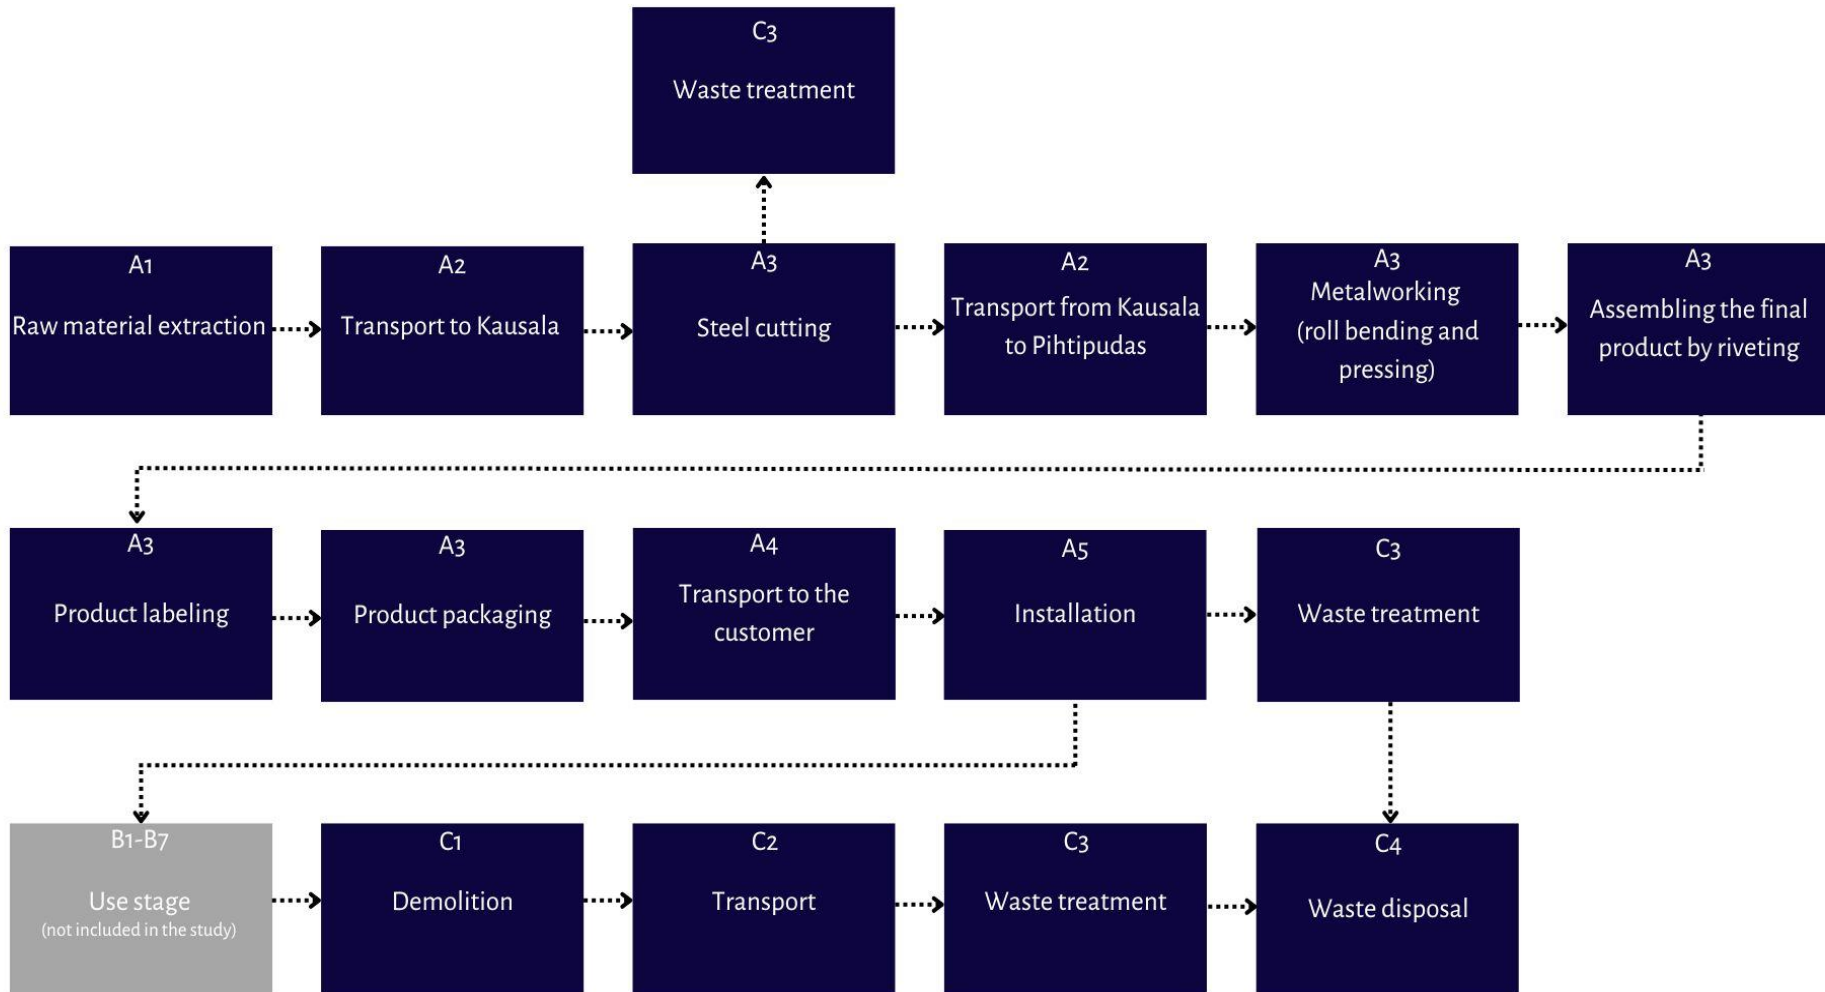 C3
Waste treatment
A1
Raw material extraction
A2
Transport to Kausala
A3
Steel cutting
A2
Transport from Kausala
to Pihtipudas
A3
Metalworking
(roll bending and
pressing)
A3
Assembling the final
product by riveting
A3
Product labeling
A3
Product packaging
A4
Transport to the
customer
A5
Installation
C3
Waste treatment
B1-B7
Use stage
(not included in the study)
C1
Demolition
C2
Transport
C3
Waste treatment
C4
Waste disposal